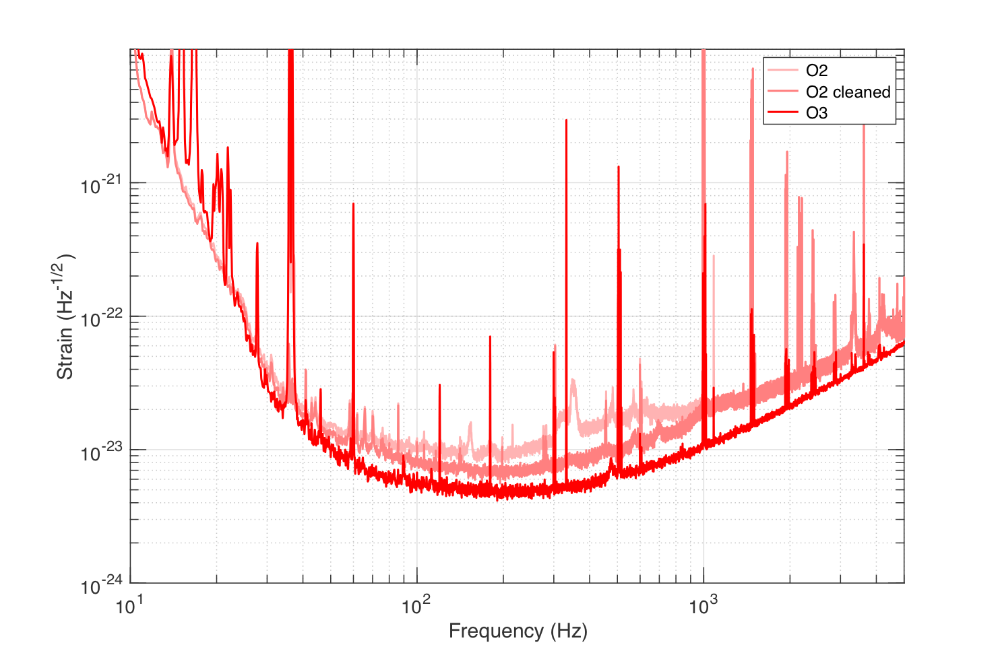 O2
O2 cleaned
O3
10^-21
10^-22
10^-23
10^-24
Strain (Hz^-1/2)
10^1
10^2
10^3
Frequency (Hz)